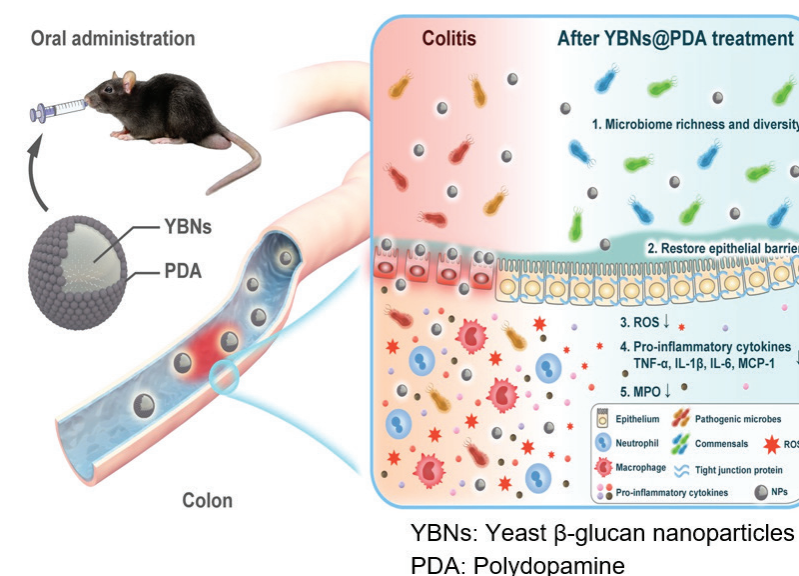 Oral administration
YBNs
PDA
Colon
Colitis
After YBNs@PDA treatment
1. Microbiome richness and diversity
2. Restore epithelial barrier
3. ROS ↓
4. Pro-inflammatory cytokines
TNF-α, IL-1β, IL-6, MCP-1 ↓
5. MPO ↓
Epithelium
Pathogenic microbes
Neutrophil
Commensals
ROS
Macrophage
Tight junction protein
Pro-inflammatory cytokines
NPs
YBNs: Yeast β-glucan nanoparticles
PDA: Polydopamine